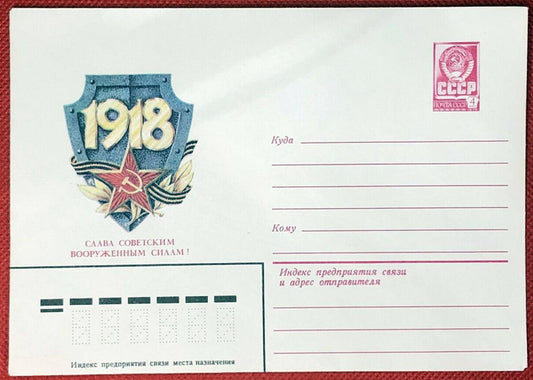 1918
СЛАВА СОВЕТСКИМ
ВООРУЖЕННЫМ СИЛАМ!
СССР
ПОЧТА СССР 4
Куда
Кому
Индекс предприятия связи
и адрес отправителя
Индекс предприятия связи места назначения